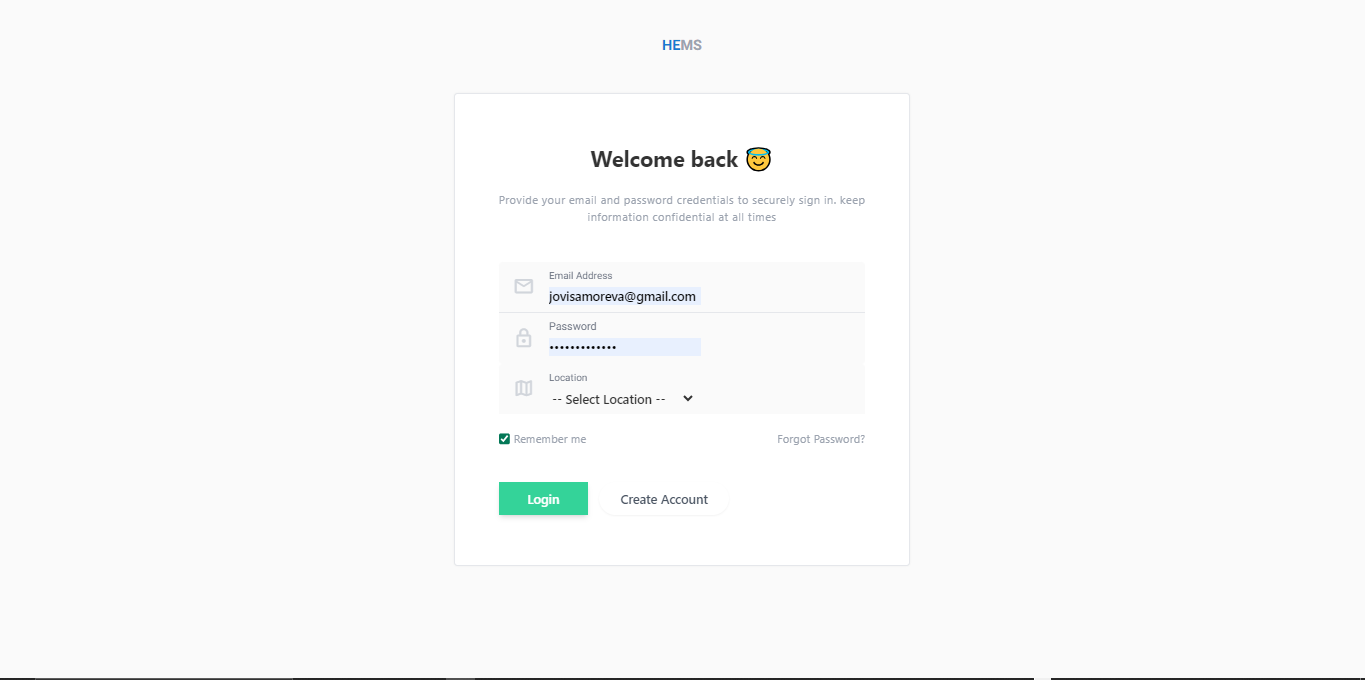 HEMS
Welcome back 😇
Provide your email and password credentials to securely sign in. keep
information confidential at all times
Email Address
jovisamoreva@gmail.com
Password
•••••••••••••
Location
-- Select Location --
Remember me
Forgot Password?
Login
Create Account